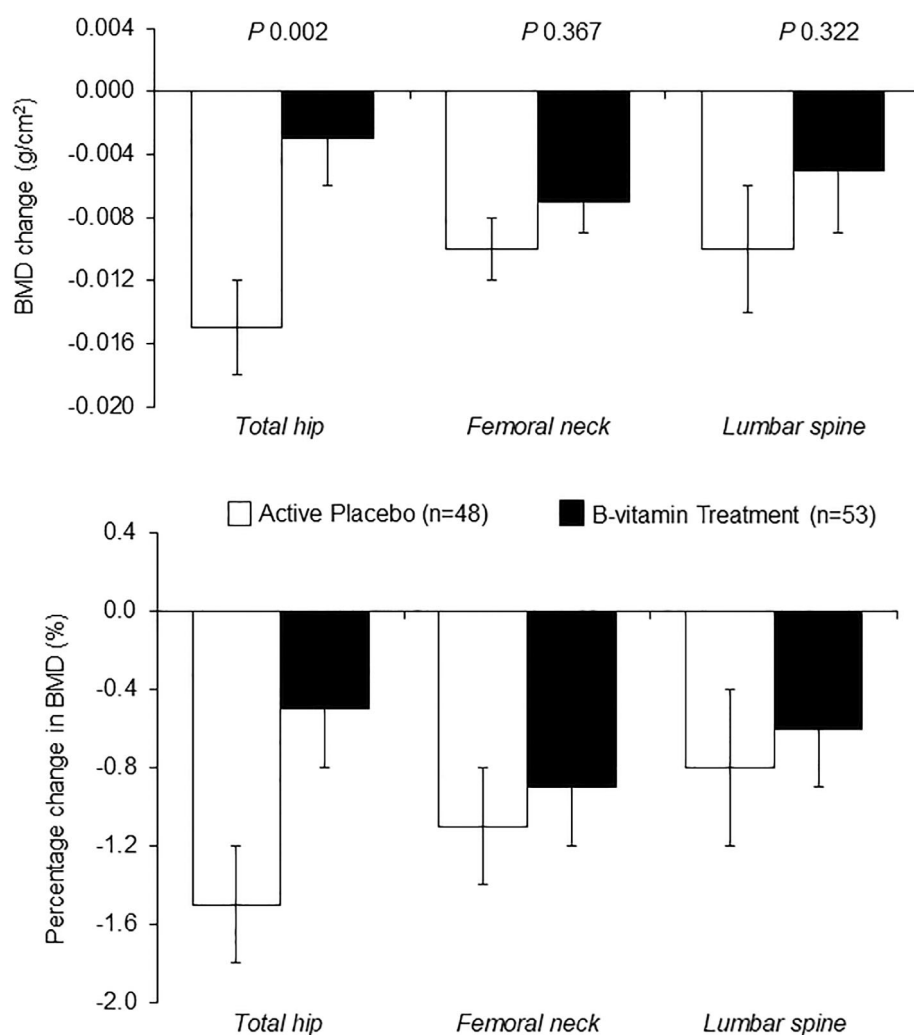 P 0.002 P 0.367 P 0.322
BMD change (g/cm²)
0.004
0.000
-0.004
-0.008
-0.012
-0.016
-0.020
Total hip Femoral neck Lumbar spine
Active Placebo (n=48) B-vitamin Treatment (n=53)
Percentage change in BMD (%)
0.4
0.0
-0.4
-0.8
-1.2
-1.6
-2.0
Total hip Femoral neck Lumbar spine